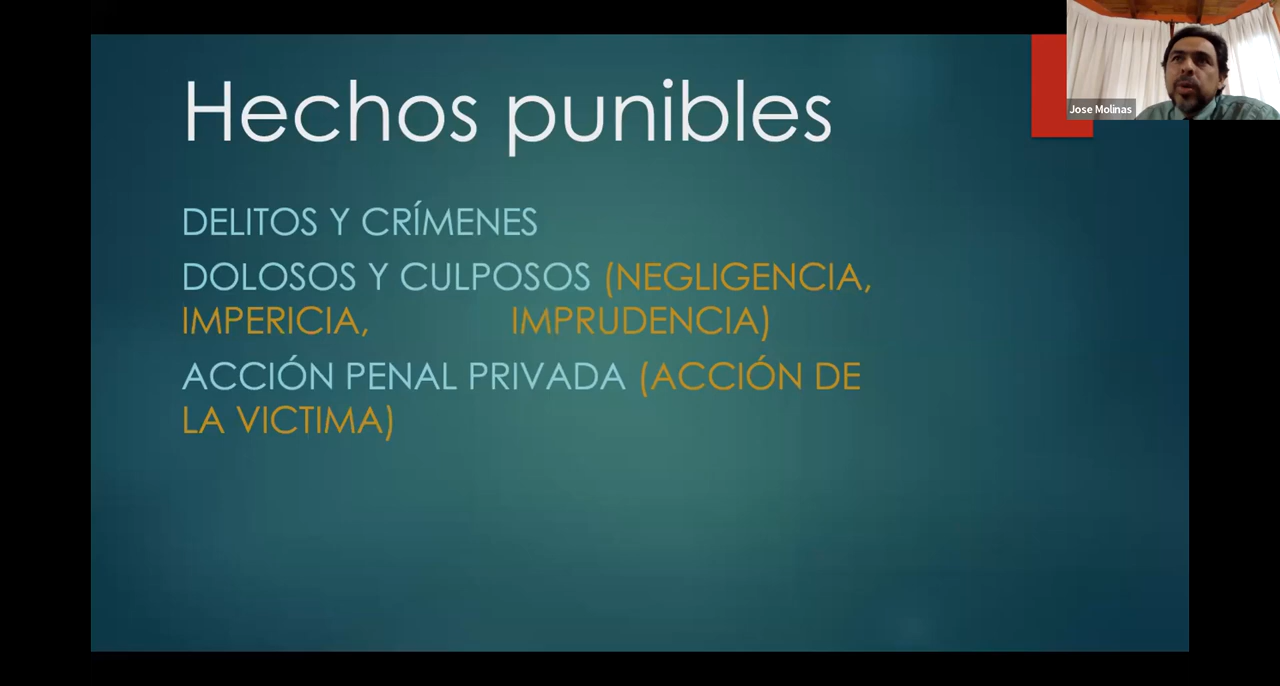 Hechos punibles
Jose Molinas
DELITOS Y CRÍMENES
DOLOSOS Y CULPOSOS (NEGLIGENCIA,
IMPERICIA, IMPRUDENCIA)
ACCIÓN PENAL PRIVADA (ACCIÓN DE
LA VICTIMA)